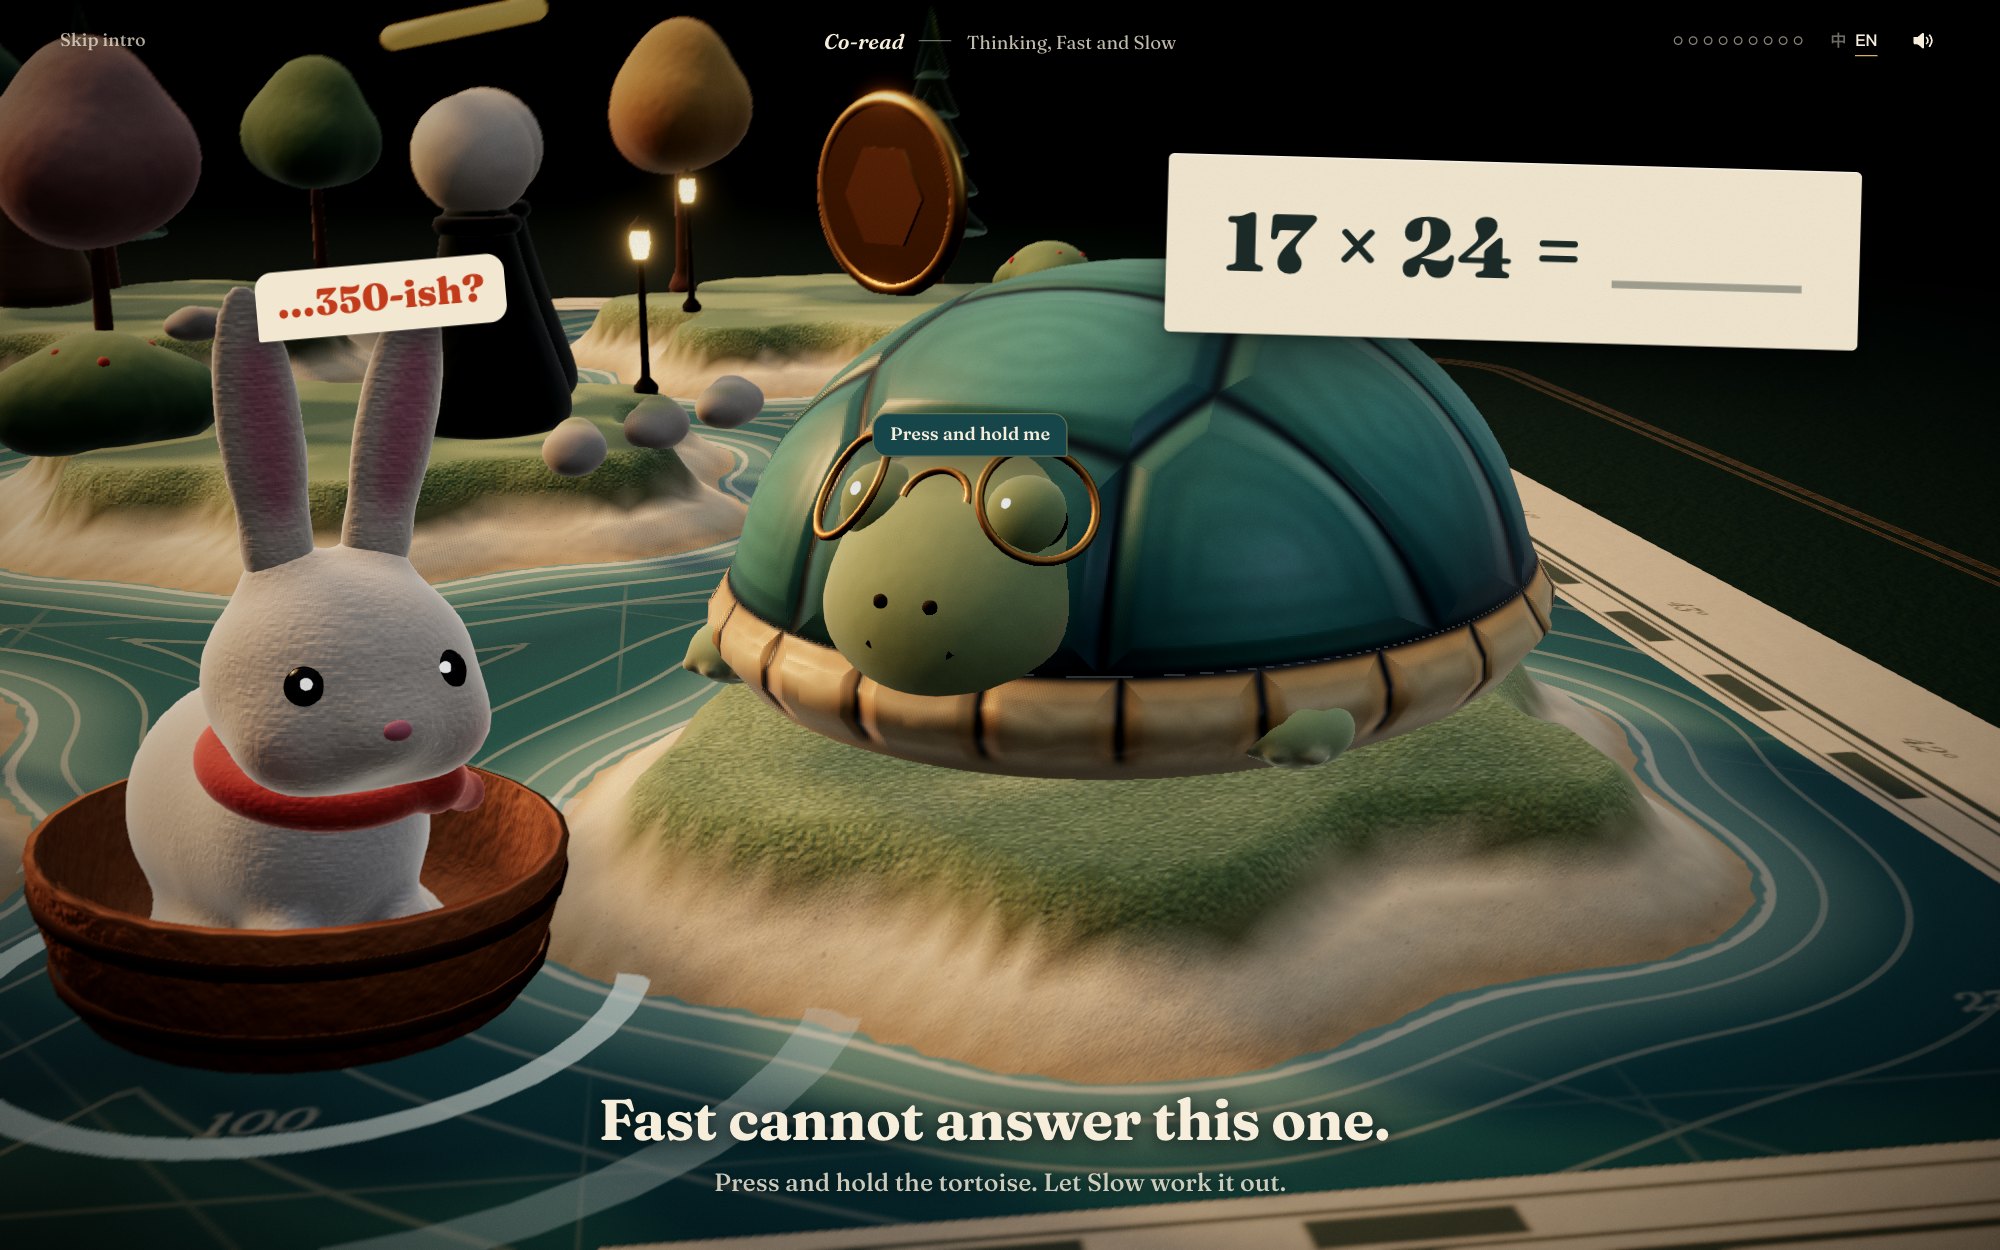 Skip intro
Co-read — Thinking, Fast and Slow
中 EN
17 × 24 =
...350-ish?
Press and hold me
100
Fast cannot answer this one.
Press and hold the tortoise. Let Slow work it out.